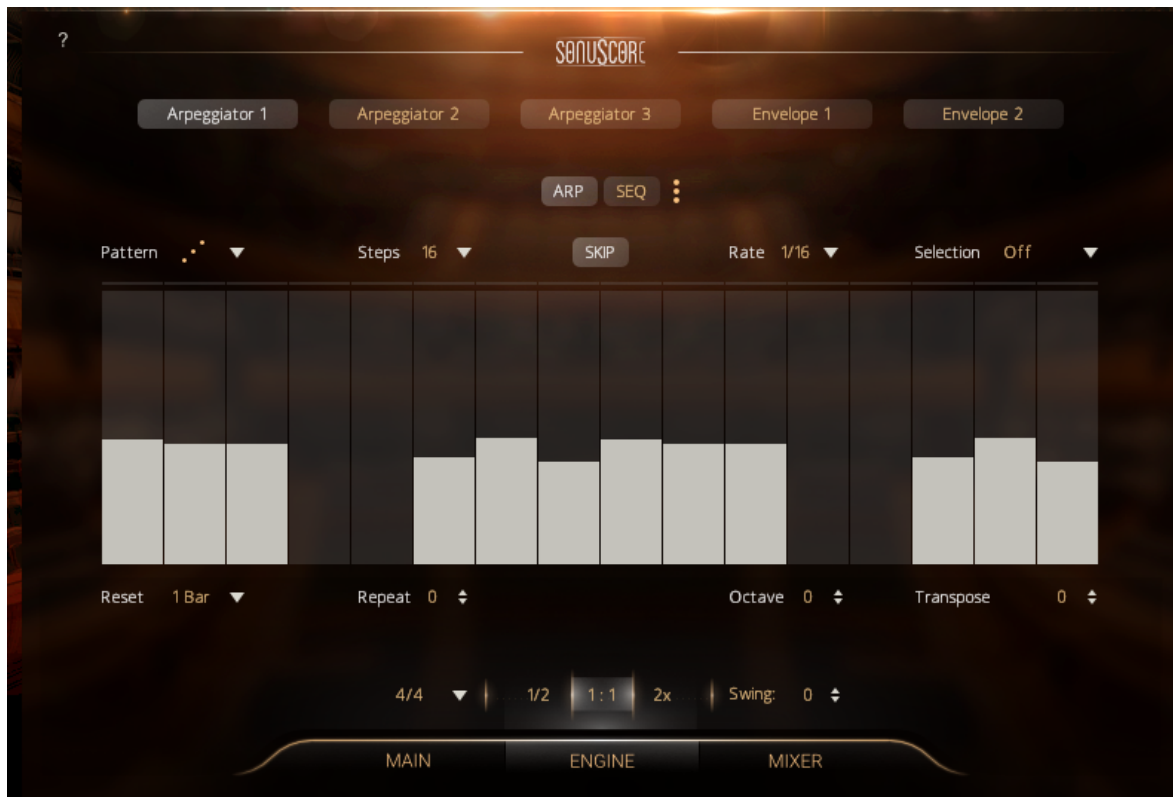 ?
SONUSCORE
Arpeggiator 1 Arpeggiator 2 Arpeggiator 3 Envelope 1 Envelope 2
ARP SEQ
Pattern Steps 16 SKIP Rate 1/16 Selection Off
Reset 1 Bar Repeat 0 Octave 0 Transpose 0
4/4 1/2 1:1 2x Swing: 0
MAIN ENGINE MIXER